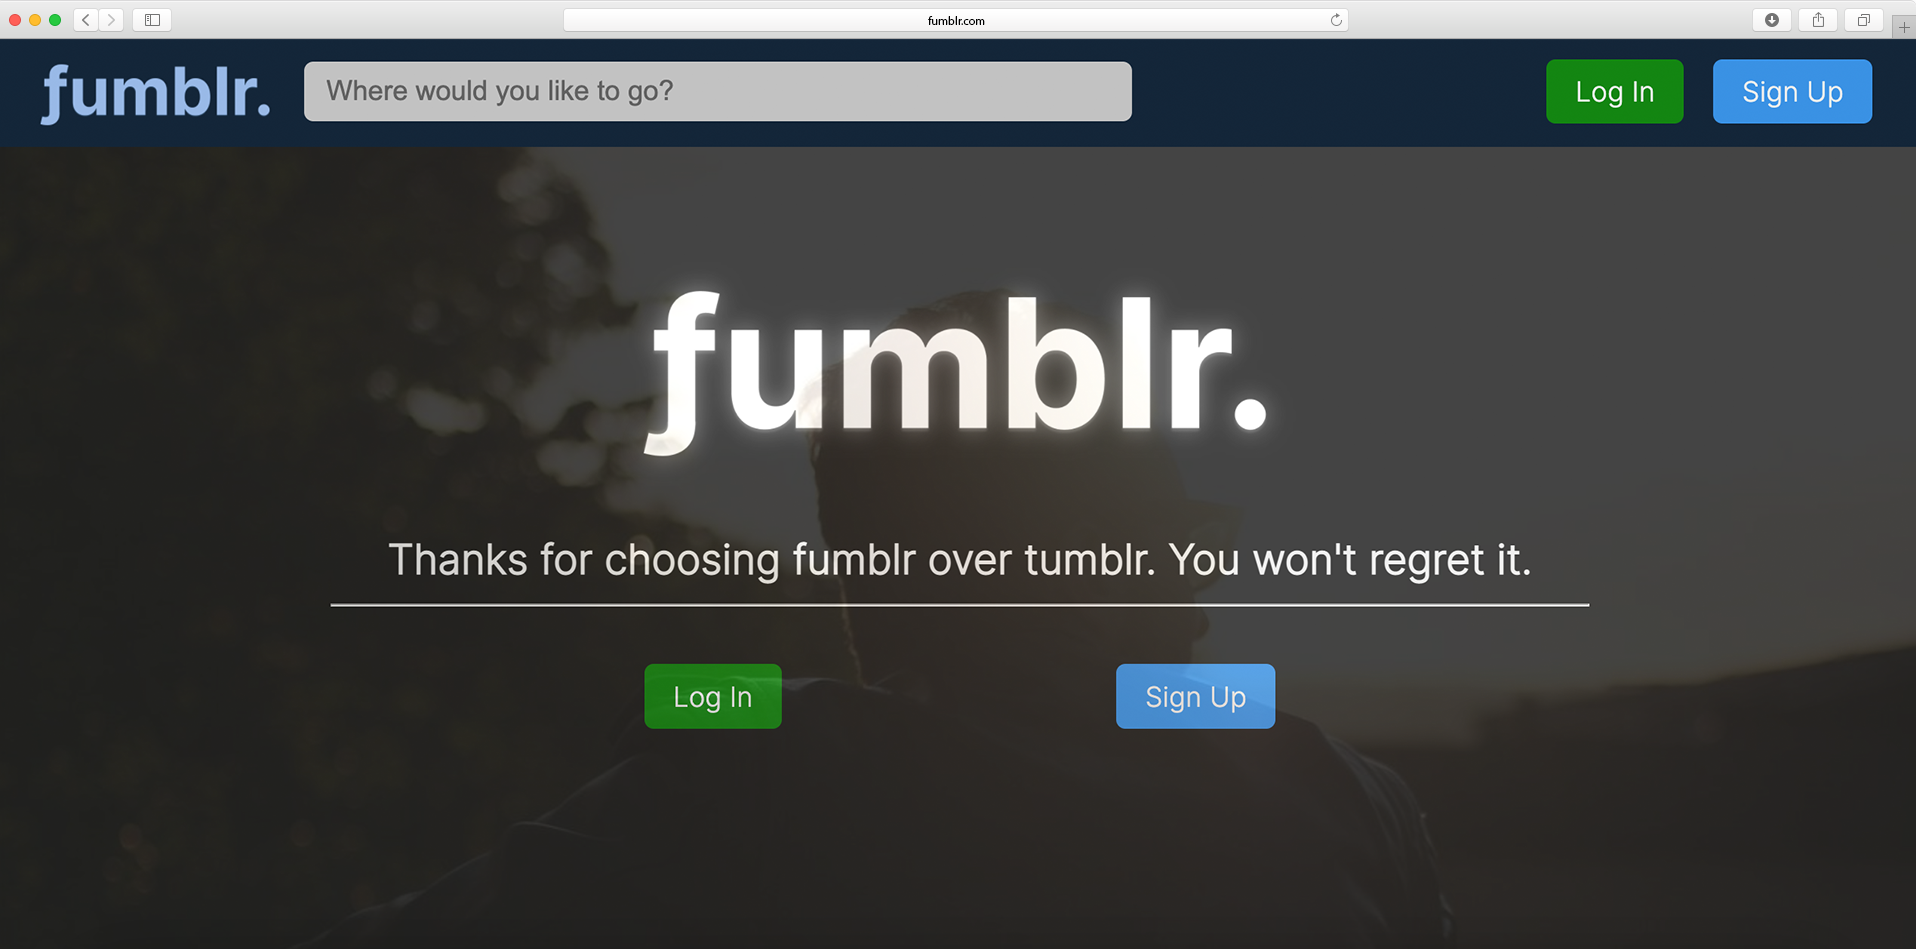 fumblr.com
fumblr.
Where would you like to go?
Log In
Sign Up
fumblr.
Thanks for choosing fumblr over tumblr. You won't regret it.
Log In
Sign Up